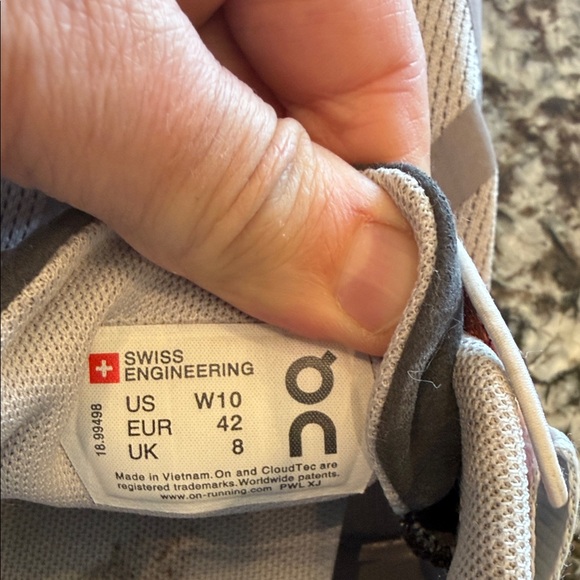 SWISS
ENGINEERING
US W10
EUR 42
UK 8
18.99498
On
Made in Vietnam. On and CloudTec are
registered trademarks. Worldwide patents.
www.on-running.com PWL XJ